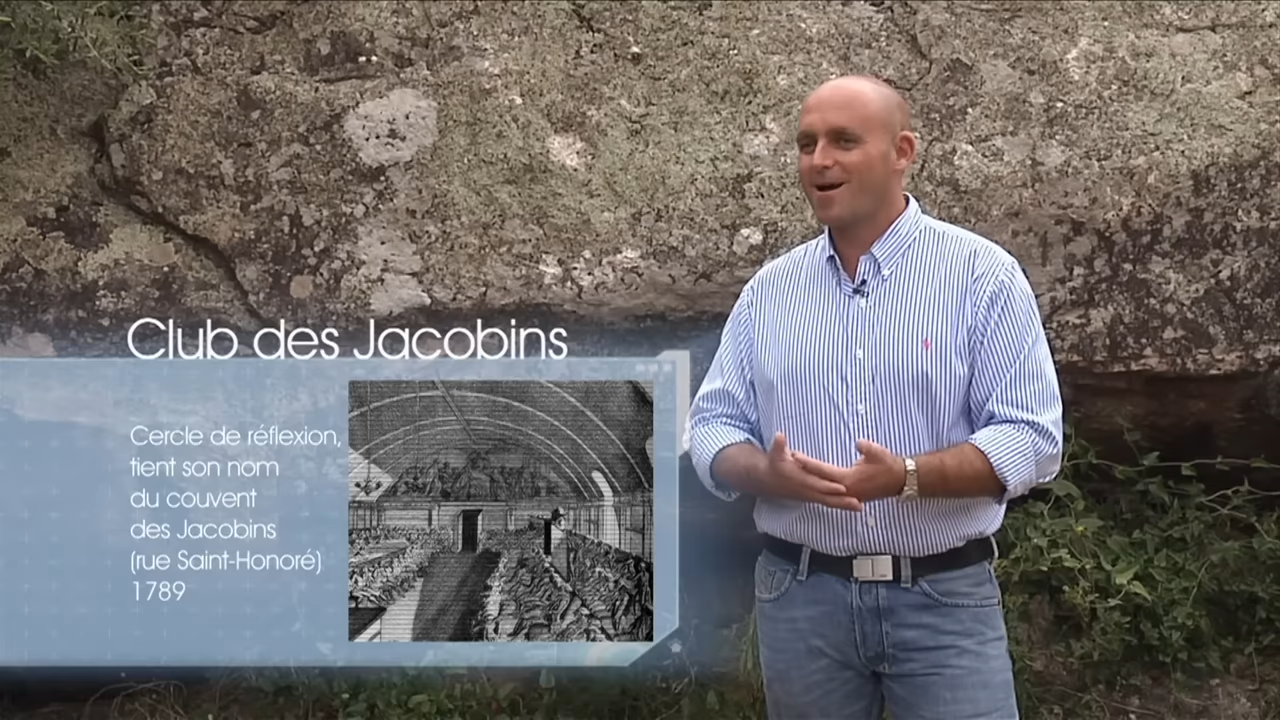 Club des Jacobins
Cercle de réflexion,
tient son nom
du couvent
des Jacobins
(rue Saint-Honoré)
1789